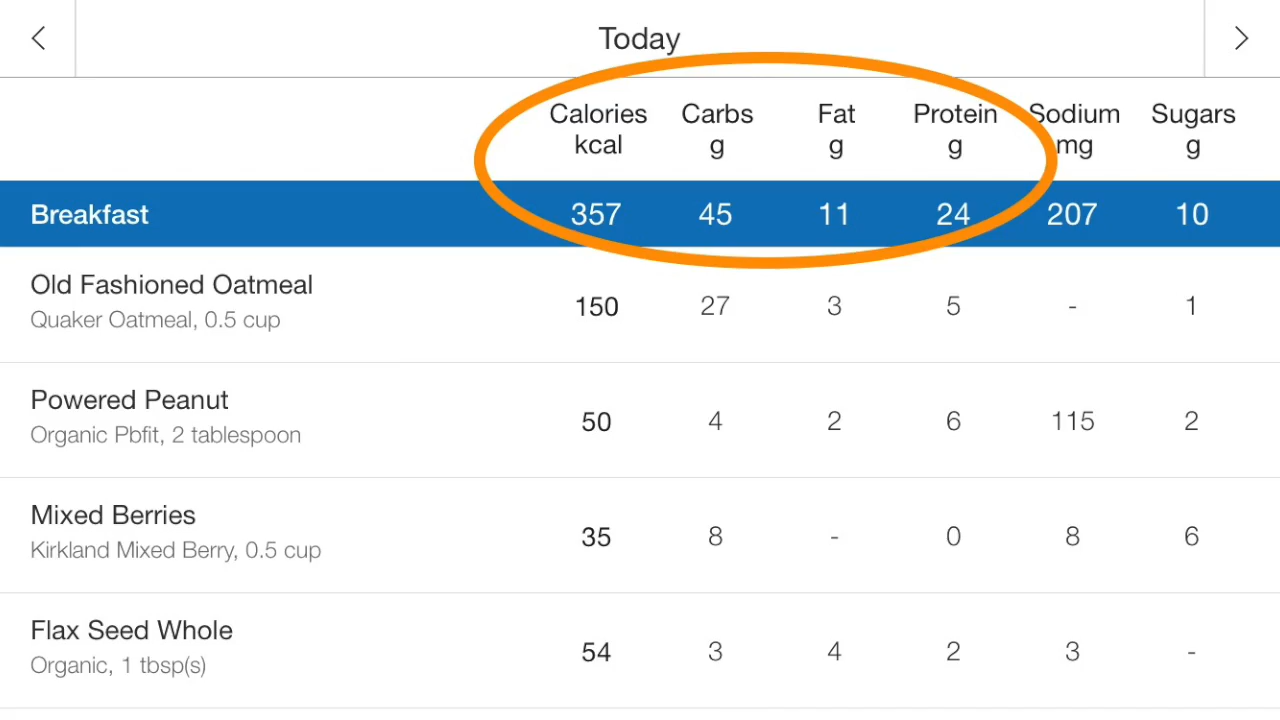 Today
Calories Carbs Fat Protein Sodium Sugars
kcal g g g mg g
Breakfast 357 45 11 24 207 10
Old Fashioned Oatmeal
Quaker Oatmeal, 0.5 cup
150 27 3 5 - 1
Powered Peanut
Organic Pbfit, 2 tablespoon
50 4 2 6 115 2
Mixed Berries
Kirkland Mixed Berry, 0.5 cup
35 8 - 0 8 6
Flax Seed Whole
Organic, 1 tbsp(s)
54 3 4 2 3 -